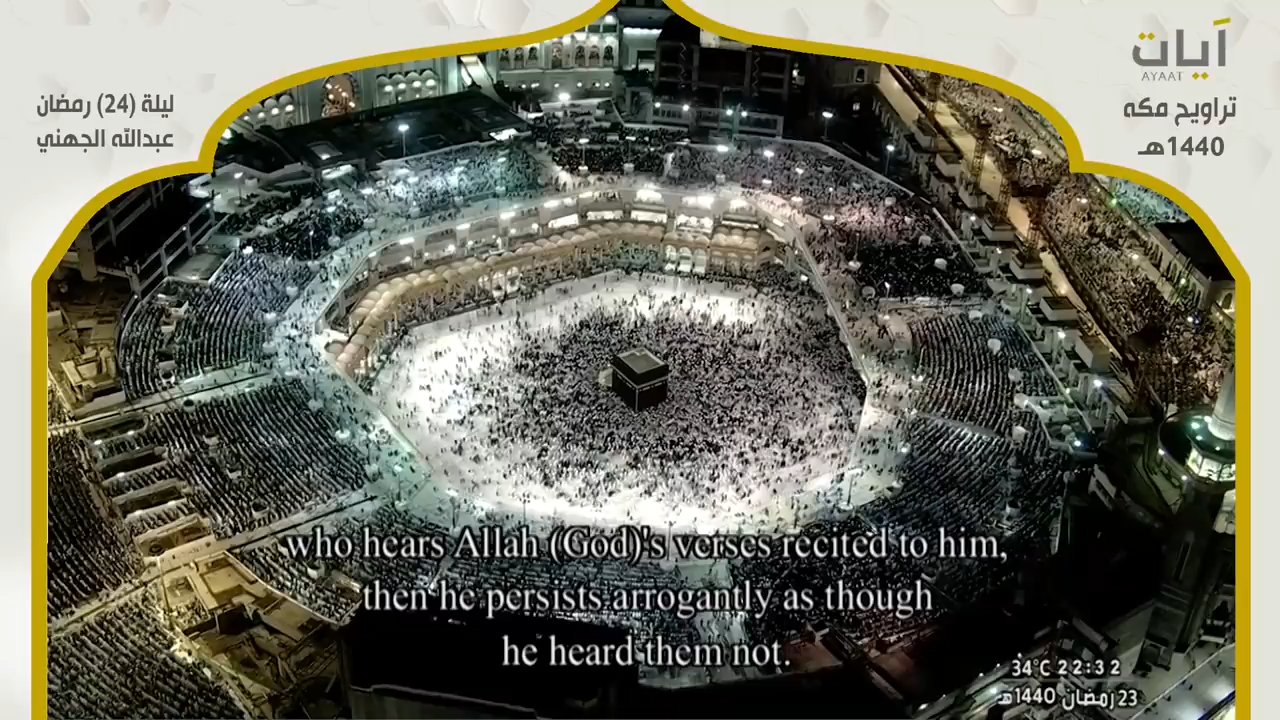 اَيات
AYAAT
تراويح مكه
1440هـ
ليلة (24) رمضان
عبدالله الجهني
who hears Allah (God)'s verses recited to him,
then he persists arrogantly as though
he heard them not.
34°C 22:32
23 رمضان 1440هـ